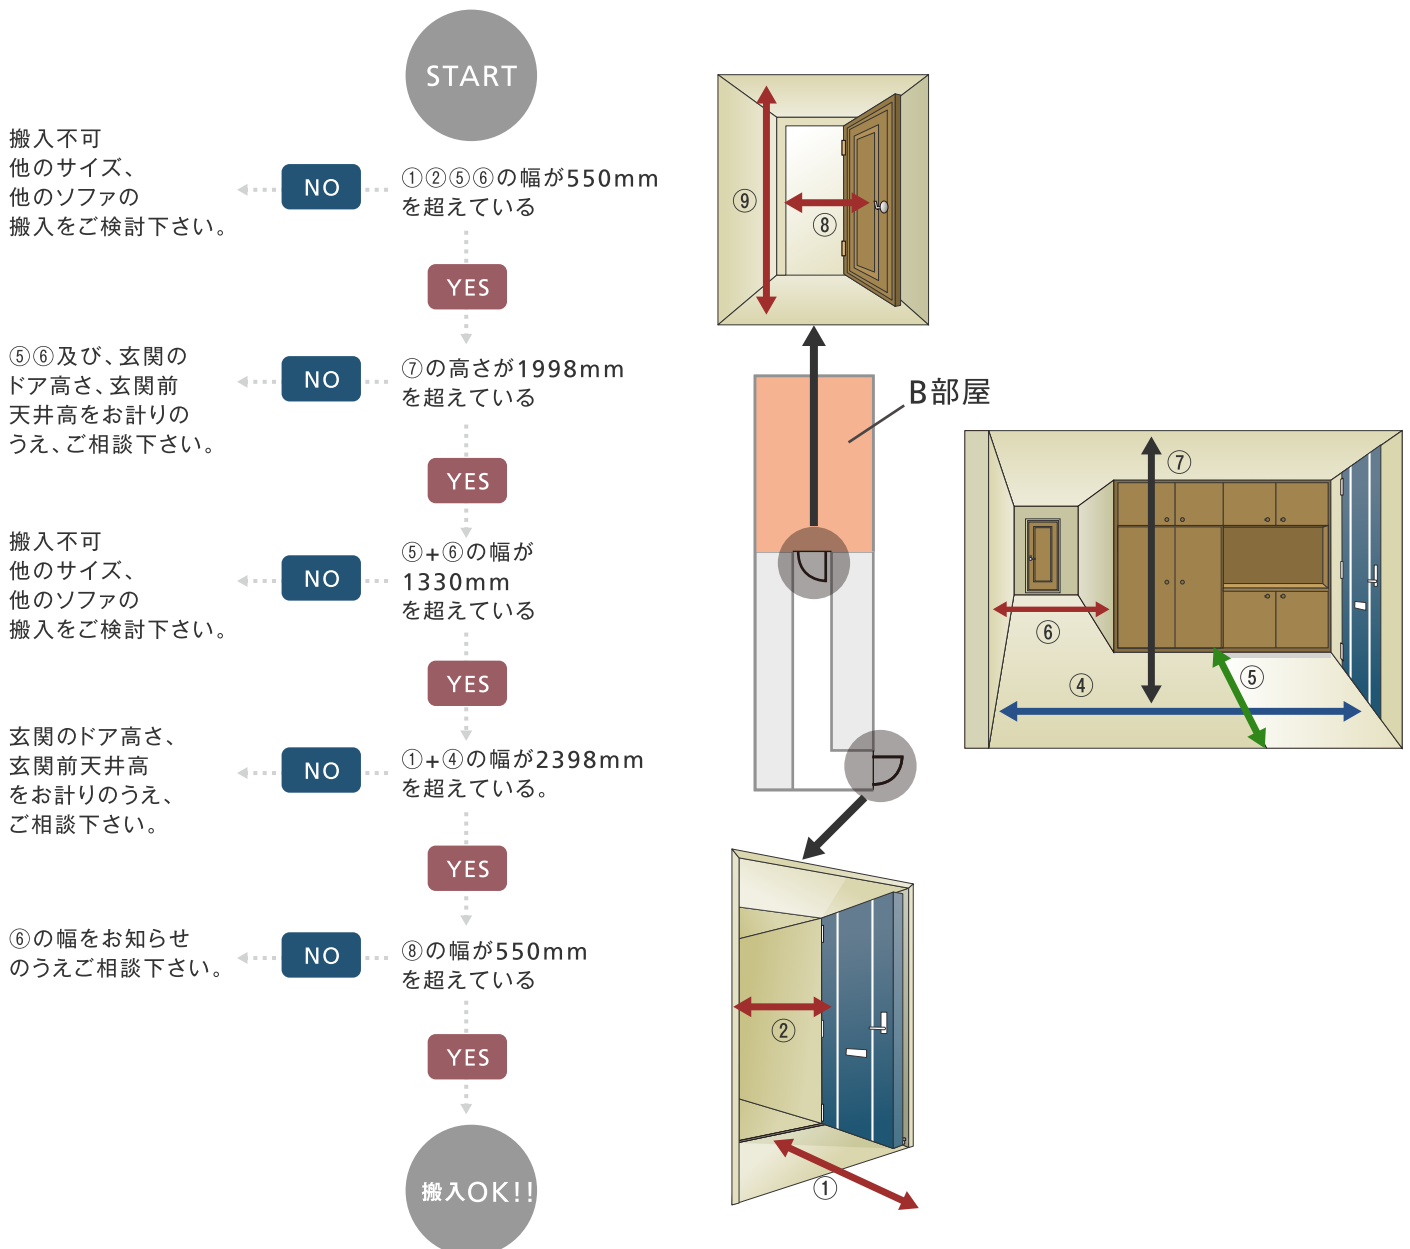 START
①②⑤⑥の幅が550mm
を超えている
NO
搬入不可
他のサイズ、
他のソファの
搬入をご検討下さい。
YES
⑦の高さが1998mm
を超えている
NO
⑤⑥及び、玄関の
ドア高さ、玄関前
天井高をお計りの
うえ、ご相談下さい。
YES
⑤+⑥の幅が
1330mm
を超えている
NO
搬入不可
他のサイズ、
他のソファの
搬入をご検討下さい。
YES
①+④の幅が2398mm
を超えている。
NO
玄関のドア高さ、
玄関前天井高
をお計りのうえ、
ご相談下さい。
YES
⑧の幅が550mm
を超えている
NO
⑥の幅をお知らせ
のうえご相談下さい。
YES
搬入OK!!
⑨
⑧
B部屋
⑦
⑥
④
⑤
②
①